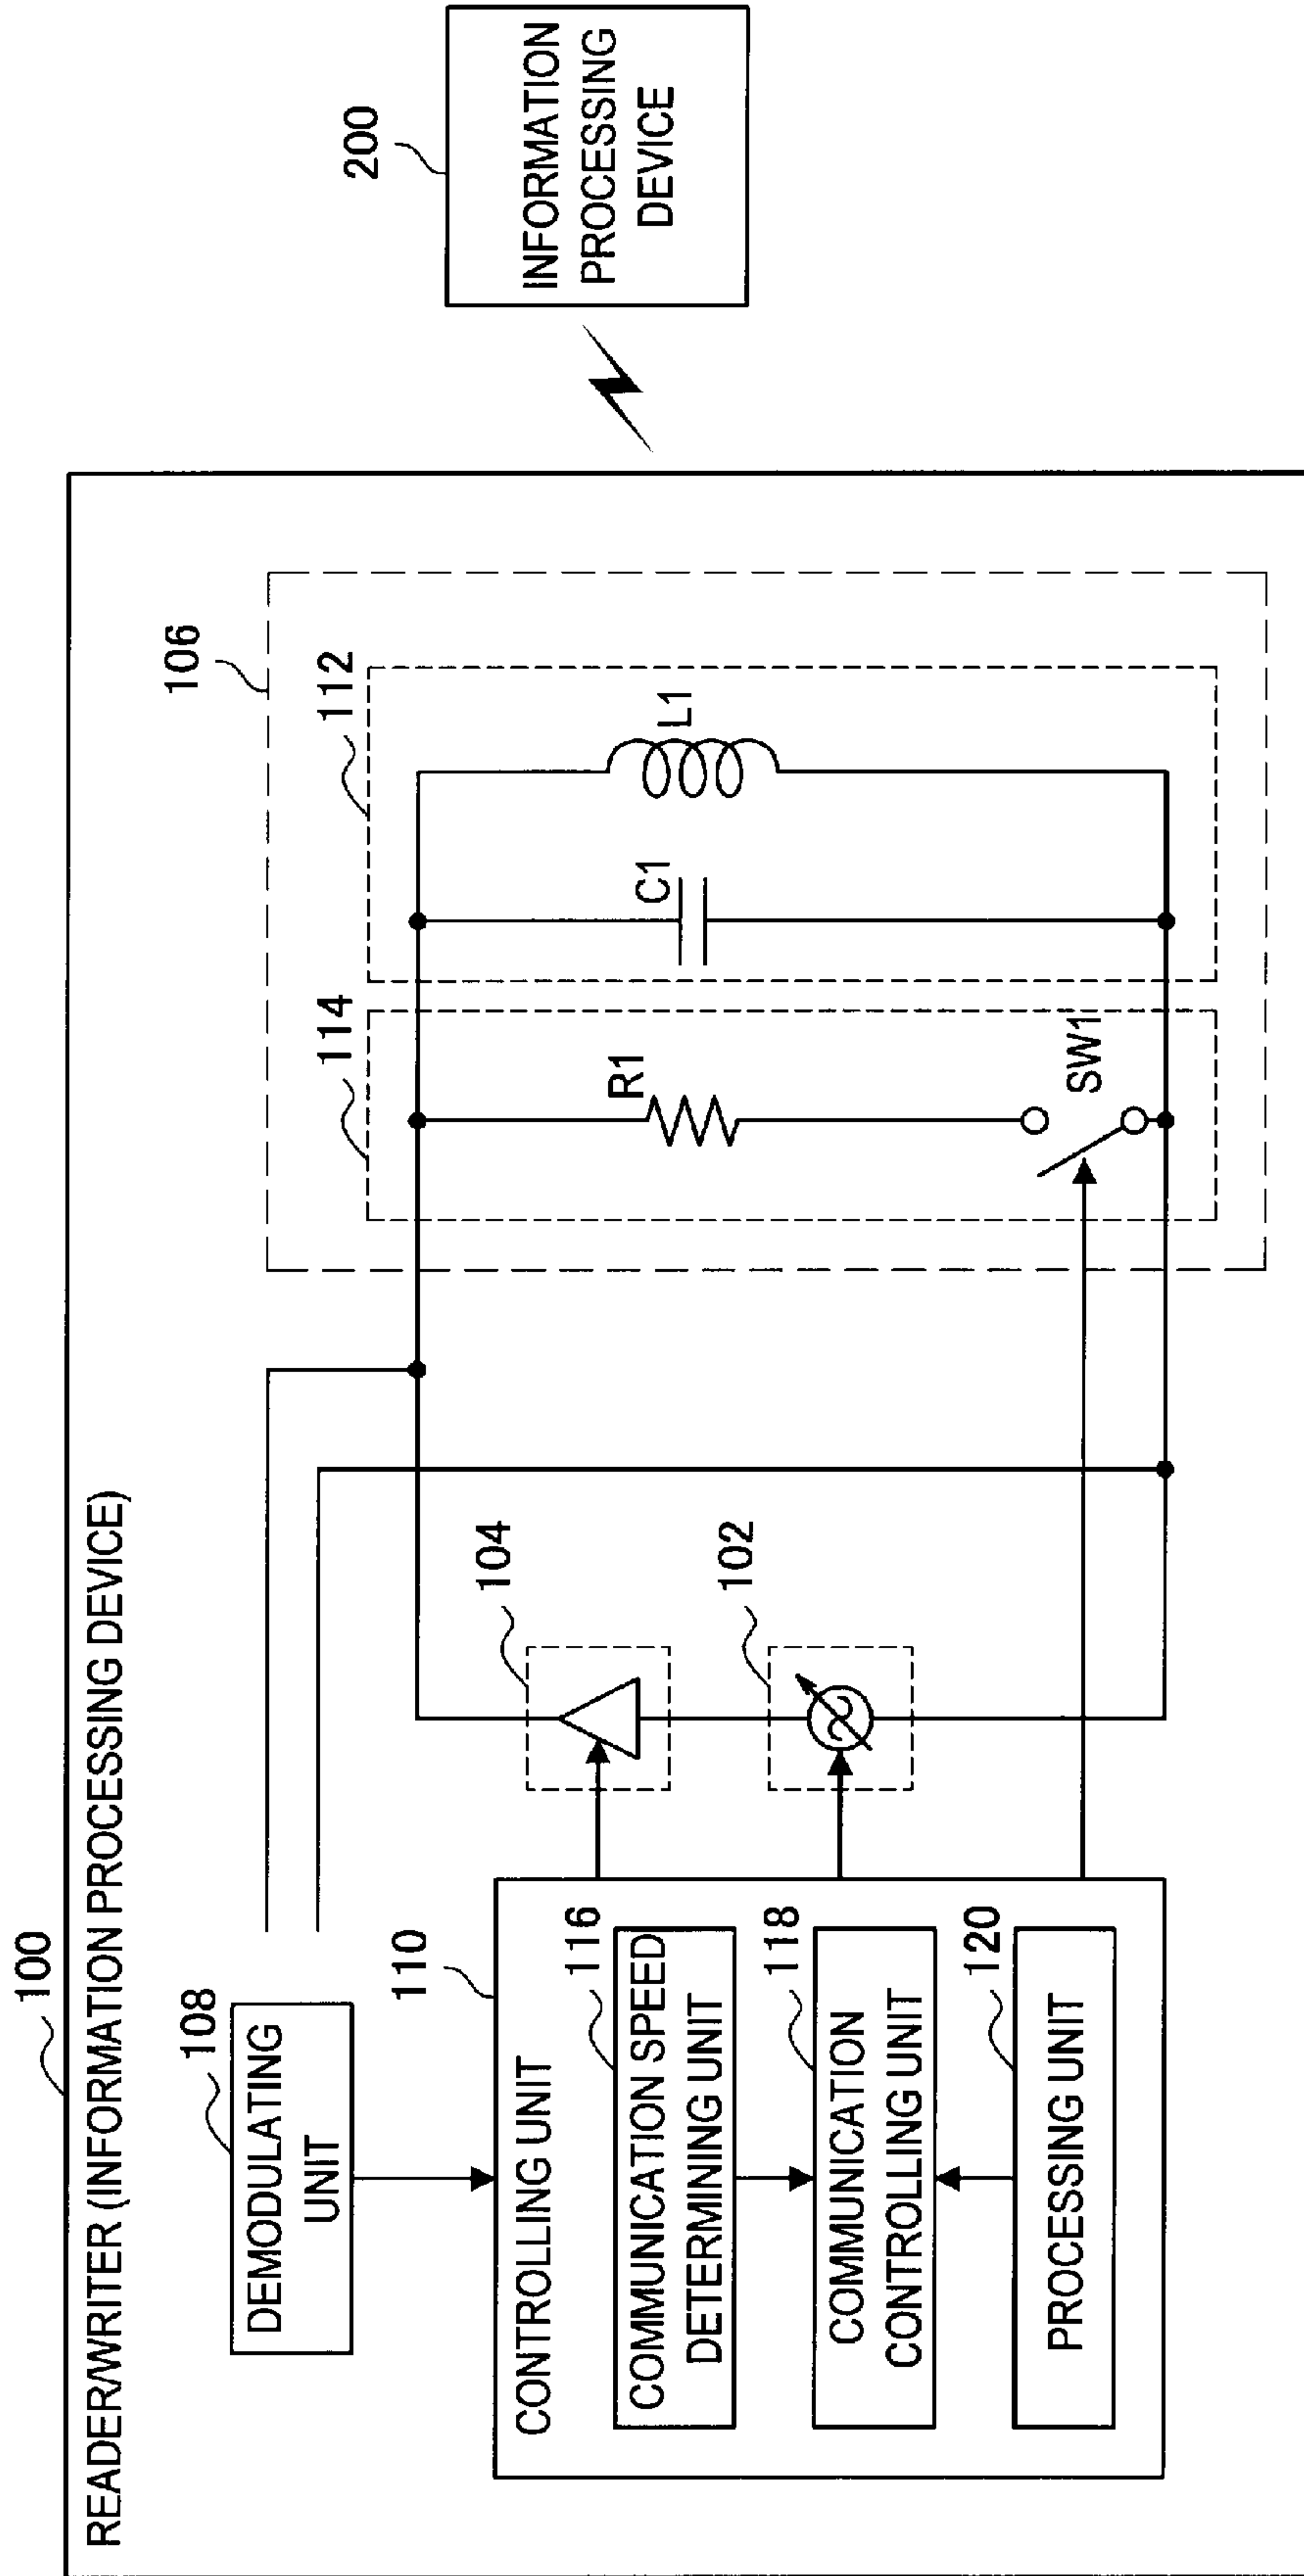 100
READER/WRITER (INFORMATION PROCESSING DEVICE)
108
DEMODULATING
UNIT
110
CONTROLLING UNIT
116
COMMUNICATION SPEED
DETERMINING UNIT
118
COMMUNICATION
CONTROLLING UNIT
120
PROCESSING UNIT
104
102
106
114
R1
SW1
112
C1
L1
200
INFORMATION
PROCESSING
DEVICE